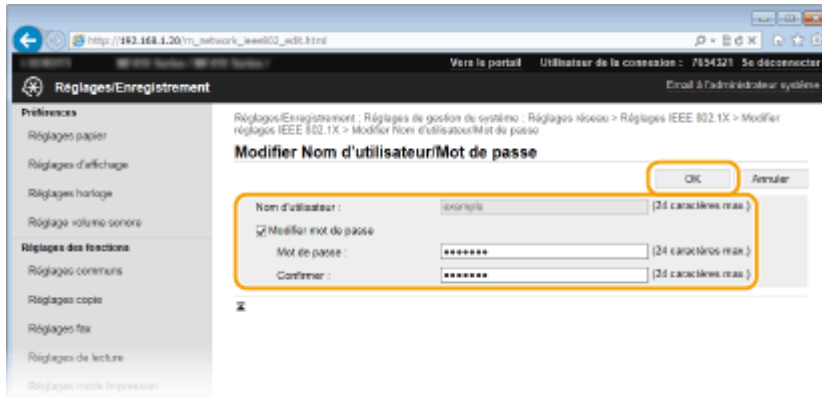 http://192.168.1.20/m_network_ieee802_edit.html
Vers le portail Utilisateur de la connexion : 7654321 Se déconnecter
Réglages/Enregistrement
Email à l'administrateur système
Préférences
Réglages papier
Réglages d'affichage
Réglages horloge
Réglage volume sonore
Réglages des fonctions
Réglages communs
Réglages copie
Réglages fax
Réglages de lecture
Réglages mode Impression
Réglages/Enregistrement : Réglages de gestion du système : Réglages réseau > Réglages IEEE 802.1X > Modifier
réglages IEEE 802.1X > Modifier Nom d'utilisateur/Mot de passe
Modifier Nom d'utilisateur/Mot de passe
OK Annuler
Nom d'utilisateur : example (24 caractères max.)
Modifier mot de passe
Mot de passe : ••••••• (24 caractères max.)
Confirmer : ••••••• (24 caractères max.)